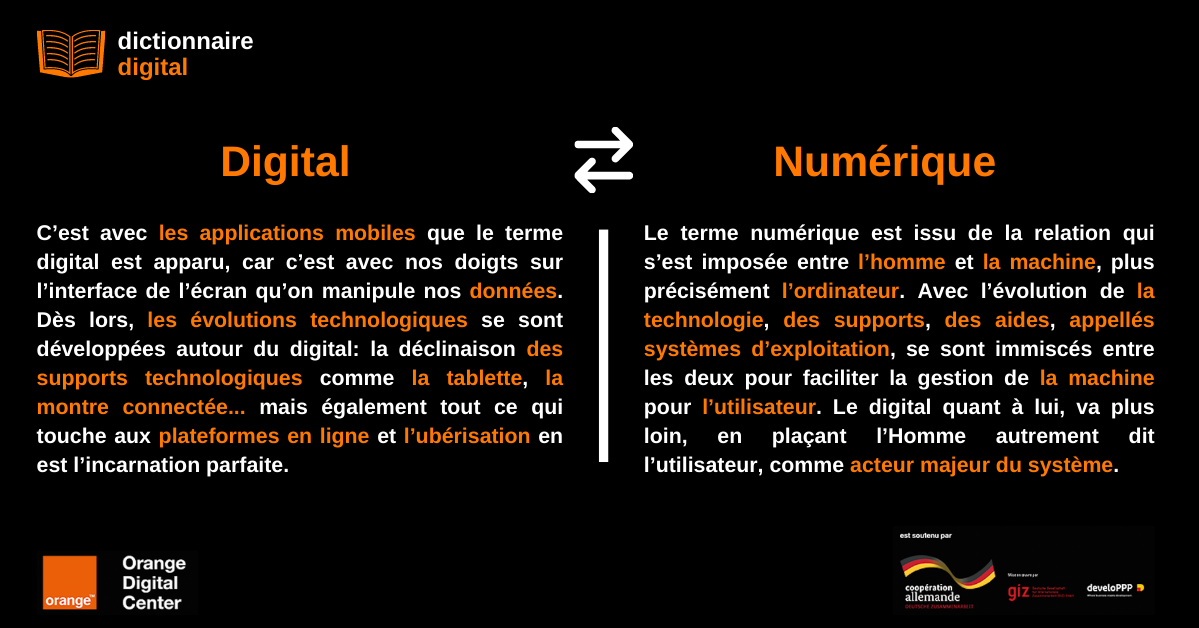 dictionnaire
digital
Digital
Numérique
C’est avec les applications mobiles que le terme
digital est apparu, car c’est avec nos doigts sur
l’interface de l’écran qu’on manipule nos données.
Dès lors, les évolutions technologiques se sont
développées autour du digital: la déclinaison des
supports technologiques comme la tablette, la
montre connectée... mais également tout ce qui
touche aux plateformes en ligne et l’ubérisation en
est l’incarnation parfaite.
Le terme numérique est issu de la relation qui
s’est imposée entre l’homme et la machine, plus
précisément l’ordinateur. Avec l’évolution de la
technologie, des supports, des aides, appellés
systèmes d’exploitation, se sont immiscés entre
les deux pour faciliter la gestion de la machine
pour l’utilisateur. Le digital quant à lui, va plus
loin, en plaçant l’Homme autrement dit
l’utilisateur, comme acteur majeur du système.
orange™
Orange
Digital
Center
est soutenu par
coopération
allemande
DEUTSCHE ZUSAMMENARBEIT
Mise en œuvre par
giz
develoPPP